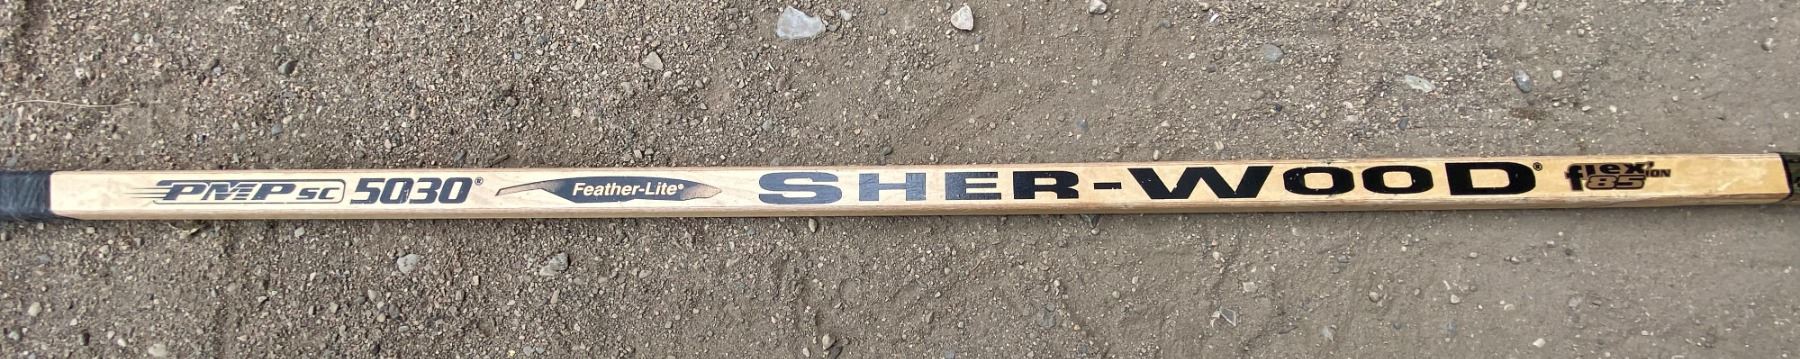 PMP SC 5030® Feather-Lite® SHER-WOOD® flex'ion
85